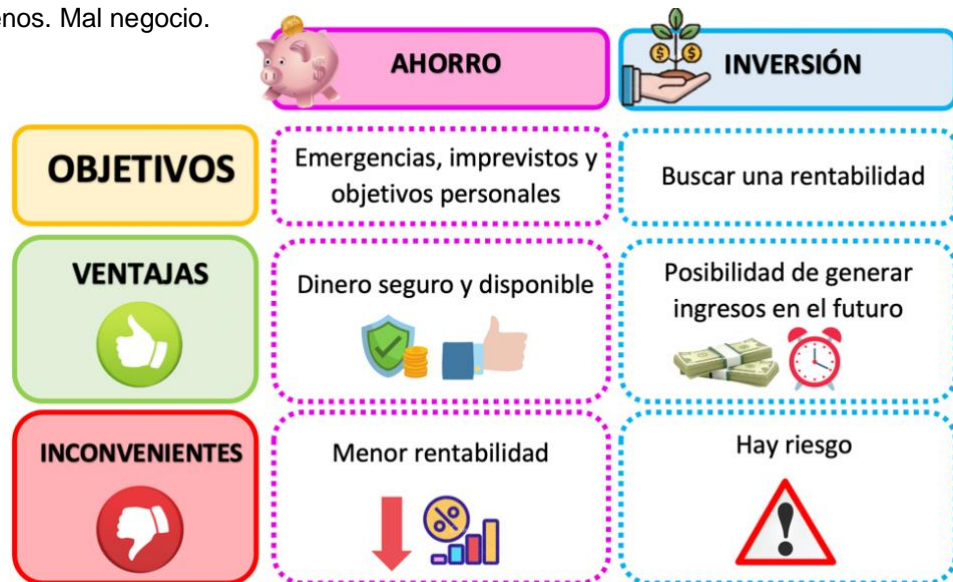 enos. Mal negocio.
AHORRO
INVERSIÓN
OBJETIVOS
Emergencias, imprevistos y
objetivos personales
Buscar una rentabilidad
VENTAJAS
Dinero seguro y disponible
Posibilidad de generar
ingresos en el futuro
INCONVENIENTES
Menor rentabilidad
Hay riesgo